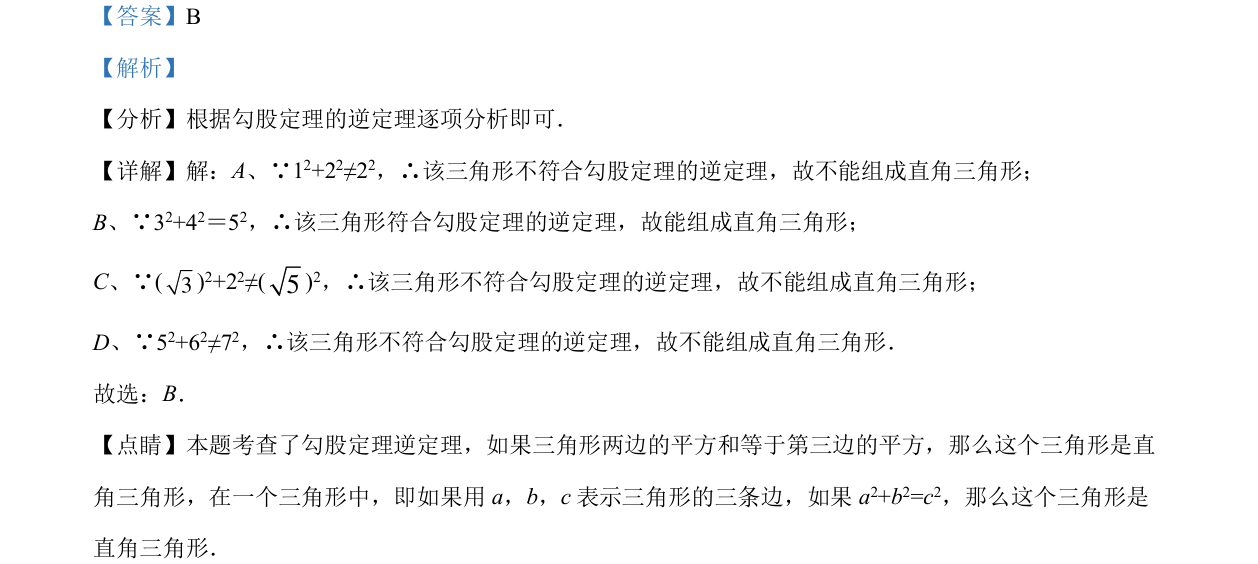 【答案】B
【解析】
【分析】根据勾股定理的逆定理逐项分析即可．
【详解】解：A、∵1²+2²≠2²，∴该三角形不符合勾股定理的逆定理，故不能组成直角三角形；
B、∵3²+4²＝5²，∴该三角形符合勾股定理的逆定理，故能组成直角三角形；
C、∵(√3)²+2²≠(√5)²，∴该三角形不符合勾股定理的逆定理，故不能组成直角三角形；
D、∵5²+6²≠7²，∴该三角形不符合勾股定理的逆定理，故不能组成直角三角形．
故选：B．
【点睛】本题考查了勾股定理逆定理，如果三角形两边的平方和等于第三边的平方，那么这个三角形是直
角三角形，在一个三角形中，即如果用 a，b，c 表示三角形的三条边，如果 a²+b²=c²，那么这个三角形是
直角三角形．